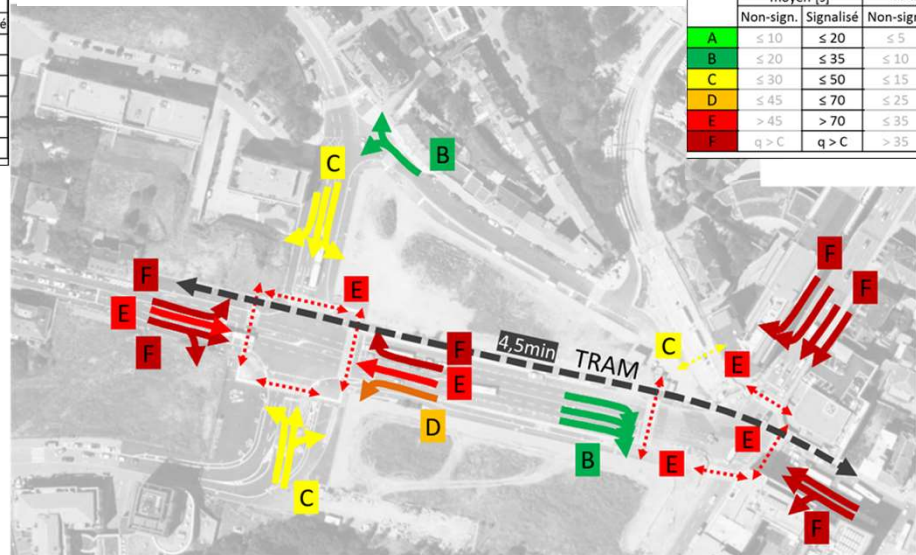 é
moyen [s]
Non-sign. Signalisé Non-sign
A ≤ 10 ≤ 20 ≤ 5
B ≤ 20 ≤ 35 ≤ 10
C ≤ 30 ≤ 50 ≤ 15
D ≤ 45 ≤ 70 ≤ 25
E > 45 > 70 ≤ 35
F q > C q > C > 35
B
C
F
F
F
E
E
F
4,5min
TRAM
C
E
F
E
D
E
B
E
C
F